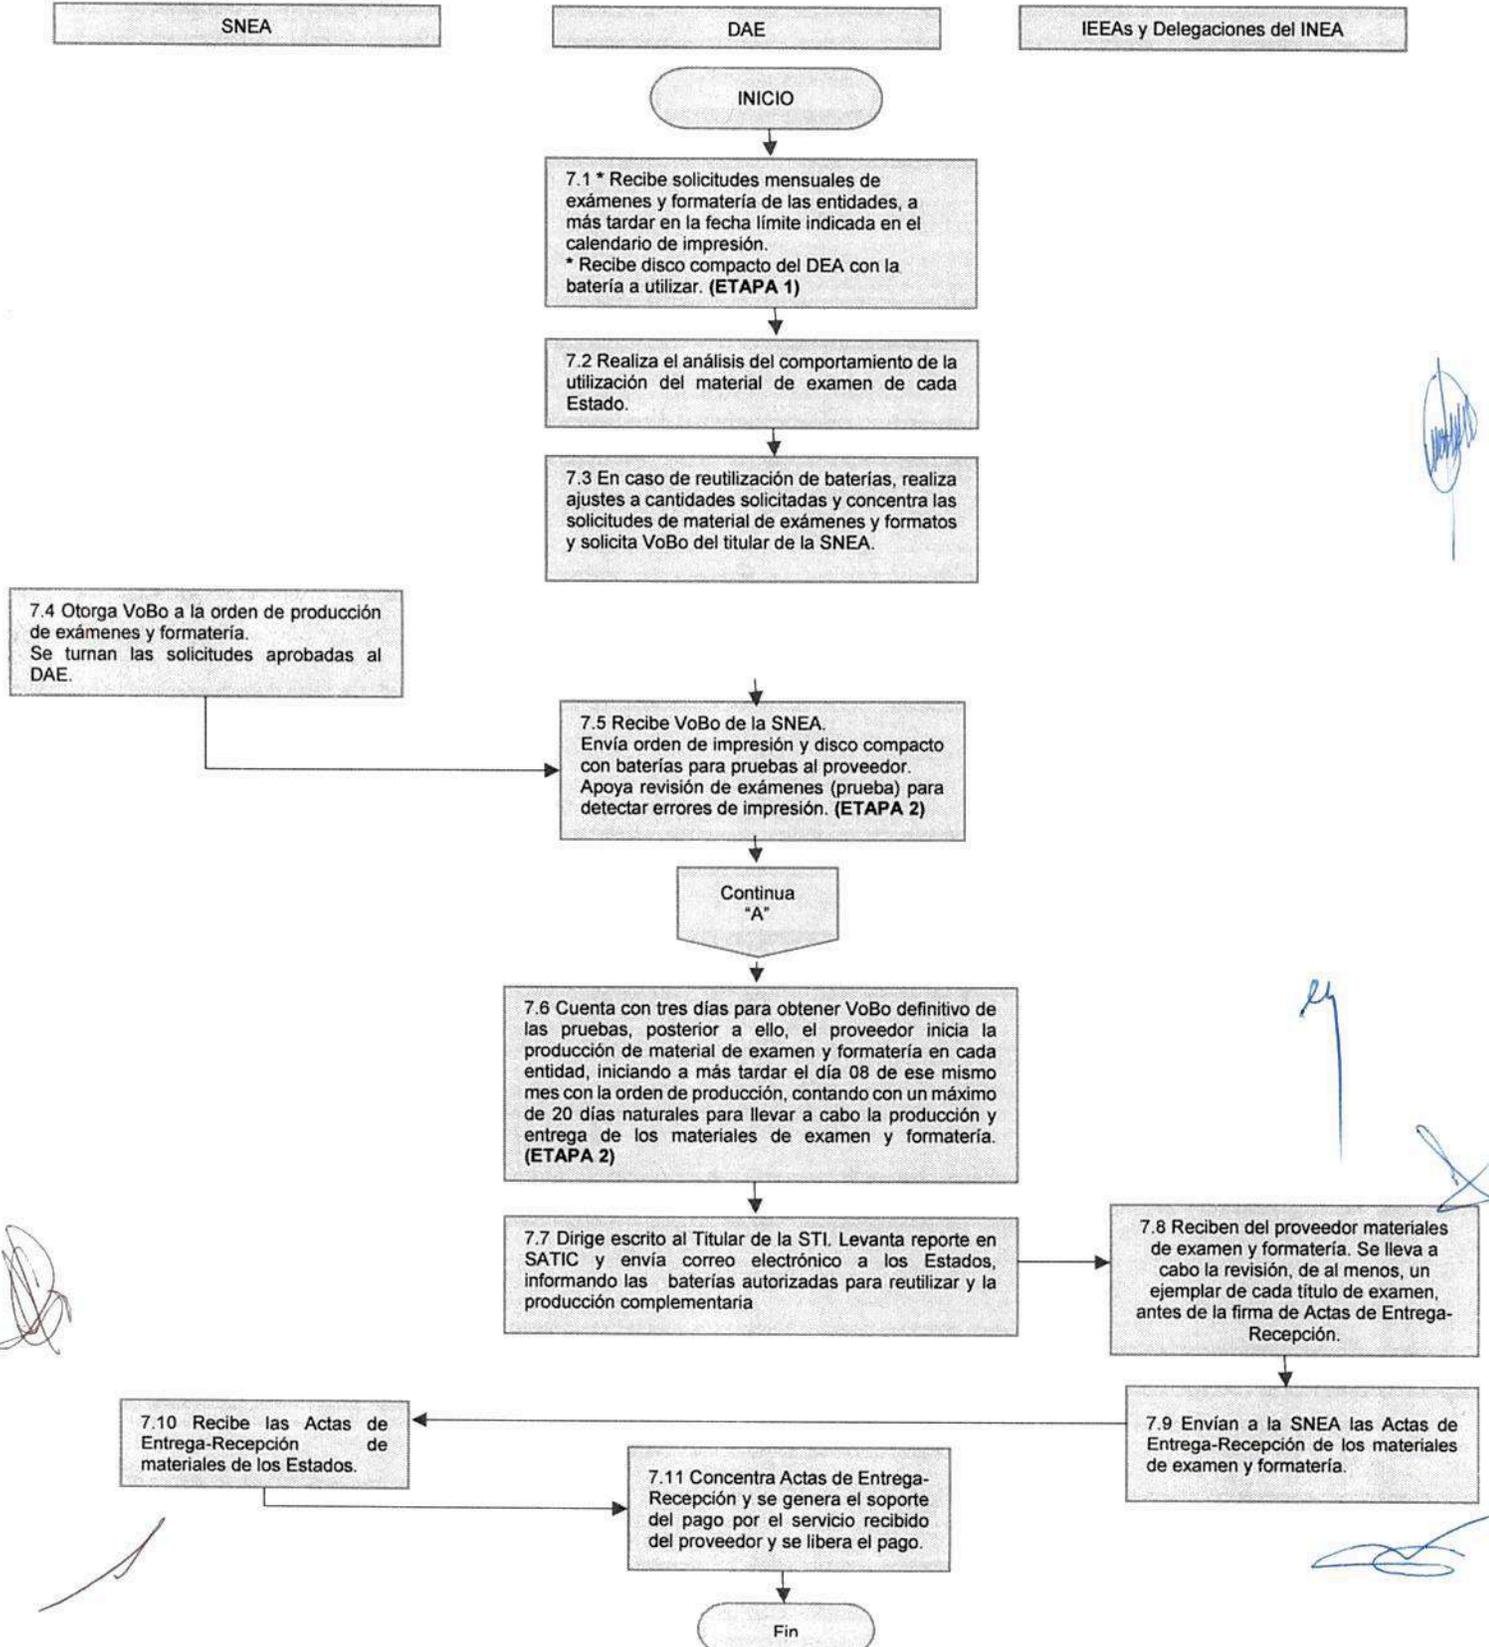 SNEA
DAE
IEEAs y Delegaciones del INEA
INICIO
7.1 * Recibe solicitudes mensuales de
exámenes y formatería de las entidades, a
más tardar en la fecha límite indicada en el
calendario de impresión.
* Recibe disco compacto del DEA con la
batería a utilizar. (ETAPA 1)
7.2 Realiza el análisis del comportamiento de la
utilización del material de examen de cada
Estado.
7.3 En caso de reutilización de baterías, realiza
ajustes a cantidades solicitadas y concentra las
solicitudes de material de exámenes y formatos
y solicita VoBo del titular de la SNEA.
7.4 Otorga VoBo a la orden de producción
de exámenes y formatería.
Se turnan las solicitudes aprobadas al
DAE.
7.5 Recibe VoBo de la SNEA.
Envía orden de impresión y disco compacto
con baterías para pruebas al proveedor.
Apoya revisión de exámenes (prueba) para
detectar errores de impresión. (ETAPA 2)
Continua
"A"
7.6 Cuenta con tres días para obtener VoBo definitivo de
las pruebas, posterior a ello, el proveedor inicia la
producción de material de examen y formatería en cada
entidad, iniciando a más tardar el día 08 de ese mismo
mes con la orden de producción, contando con un máximo
de 20 días naturales para llevar a cabo la producción y
entrega de los materiales de examen y formatería.
(ETAPA 2)
7.7 Dirige escrito al Titular de la STI. Levanta reporte en
SATIC y envía correo electrónico a los Estados,
informando las baterías autorizadas para reutilizar y la
producción complementaria
7.8 Reciben del proveedor materiales
de examen y formatería. Se lleva a
cabo la revisión, de al menos, un
ejemplar de cada título de examen,
antes de la firma de Actas de Entrega-
Recepción.
7.9 Envían a la SNEA las Actas de
Entrega-Recepción de los materiales
de examen y formatería.
7.10 Recibe las Actas de
Entrega-Recepción de
materiales de los Estados.
7.11 Concentra Actas de Entrega-
Recepción y se genera el soporte
del pago por el servicio recibido
del proveedor y se libera el pago.
Fin